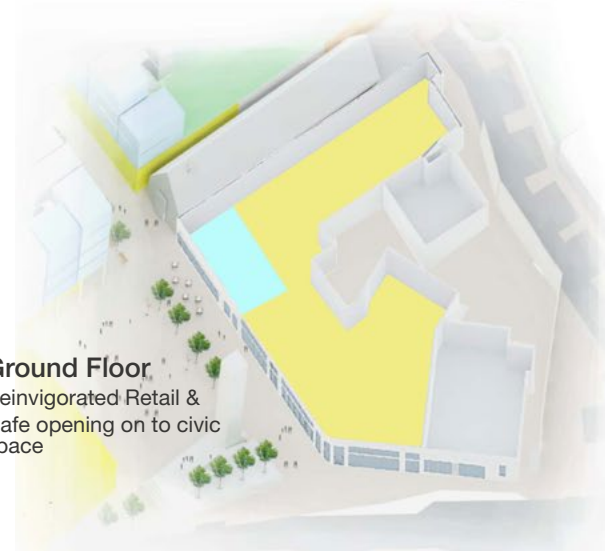 Ground Floor
einvigorated Retail &
afe opening on to civic
pace